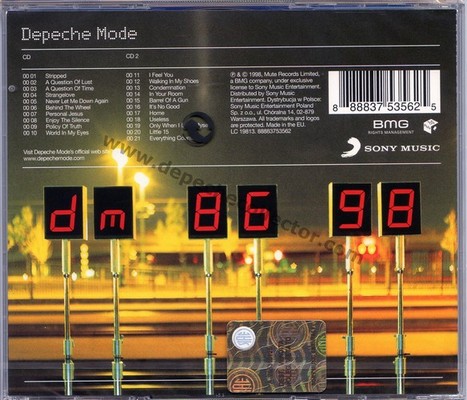 Depeche Mode
CD
00 01 Stripped
00 02 A Question Of Lust
00 03 A Question Of Time
00 04 Strangelove
00 05 Never Let Me Down Again
00 06 Behind The Wheel
00 07 Personal Jesus
00 08 Enjoy The Silence
00 09 Policy Of Truth
00 10 World In My Eyes
CD 2
00 11 I Feel You
00 12 Walking In My Shoes
00 13 Condemnation
00 14 In Your Room
00 15 Barrel Of A Gun
00 16 It's No Good
00 17 Home
00 18 Useless
00 19 Only When I
00 20 Little 15
00 21 Everything Counts
Visit Depeche Mode's official web site
www.depechemode.com
℗ & © 1998, Mute Records Limited,
a BMG company, under exclusive
license to Sony Music Entertainment.
Distributed by Sony Music
Entertainment. Dystrybucja w Polsce:
Sony Music Entertainment Poland
Sp. z o.o., ul. Chóralna 14, 02-879
Warszawa. All trademarks and logos
are protected. Made in the EU.
LC 19813. 88883753562
8 88837 53562 5
BMG
RIGHTS MANAGEMENT
SONY MUSIC
dm 86 98